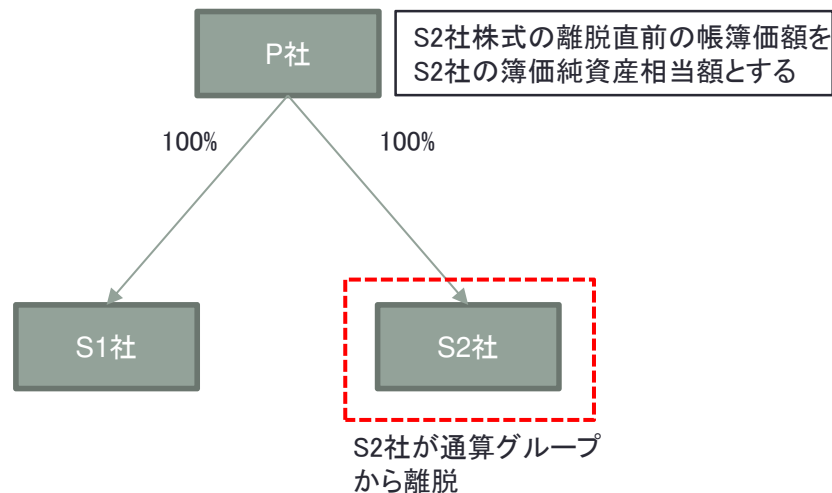 P社
S2社株式の離脱直前の帳簿価額を
S2社の簿価純資産相当額とする
100%
100%
S1社
S2社
S2社が通算グループ
から離脱